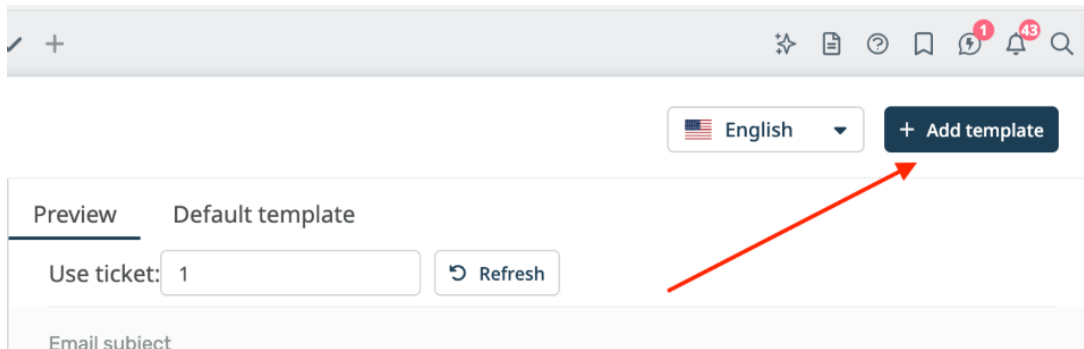 1
43
English
+ Add template
Preview
Default template
Use ticket: 1
Refresh
Email subject